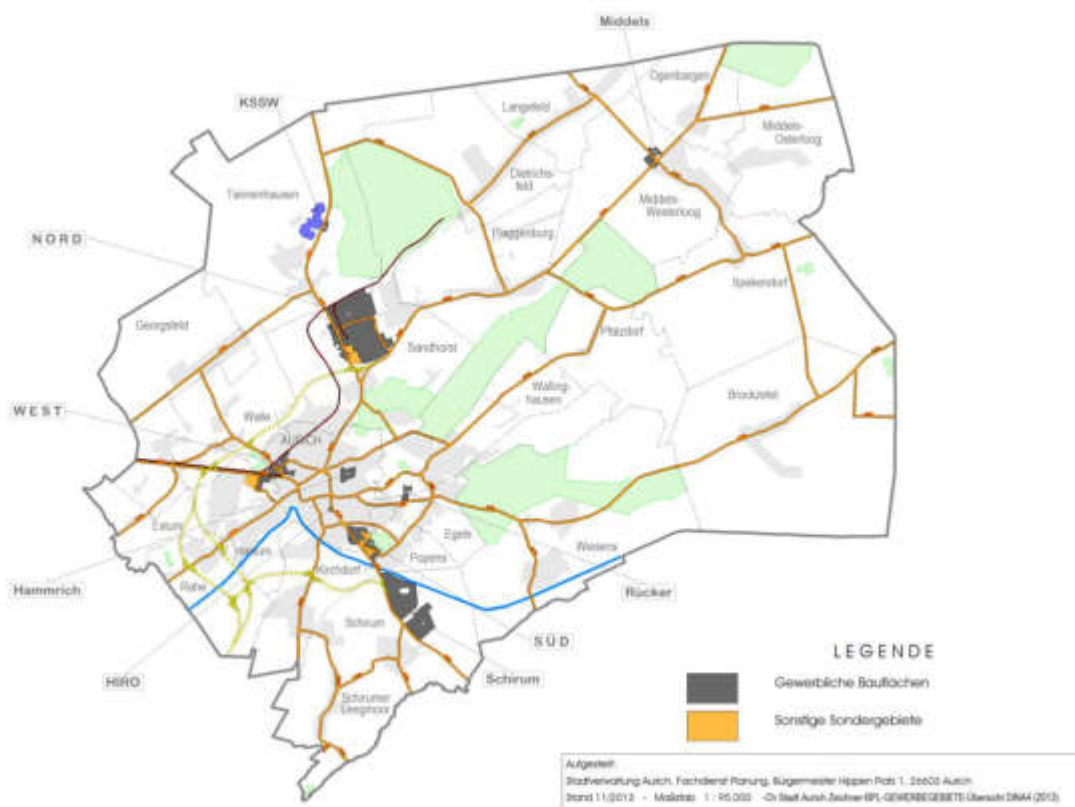 Middels
Ogenbargen
KSSW
Langefeld
Middels-
Osterloog
Dietrichs-
feld
Tannenhausen
Middels-
Westerloog
Plaggenburg
NORD
Spekendorf
Georgsfeld
Pfalzdorf
Sandhorst
Walling-
hausen
Brockzetel
WEST
Walle
AURICH
Extum
Egels
Wiesens
Haxtum
Popens
Hammrich
Kirchdorf
Rahe
Rücker
Schirum
SÜD
HIRO
Schirum
Schirumer
Leegmoor
LEGENDE
Gewerbliche Bauflächen
Sonstige Sondergebiete
Aufgestellt:
Stadtverwaltung Aurich, Fachdienst Planung, Bürgermeister Hippen Platz 1, 26603 Aurich
Stand 11/2013 - Maßstab 1 : 95.000